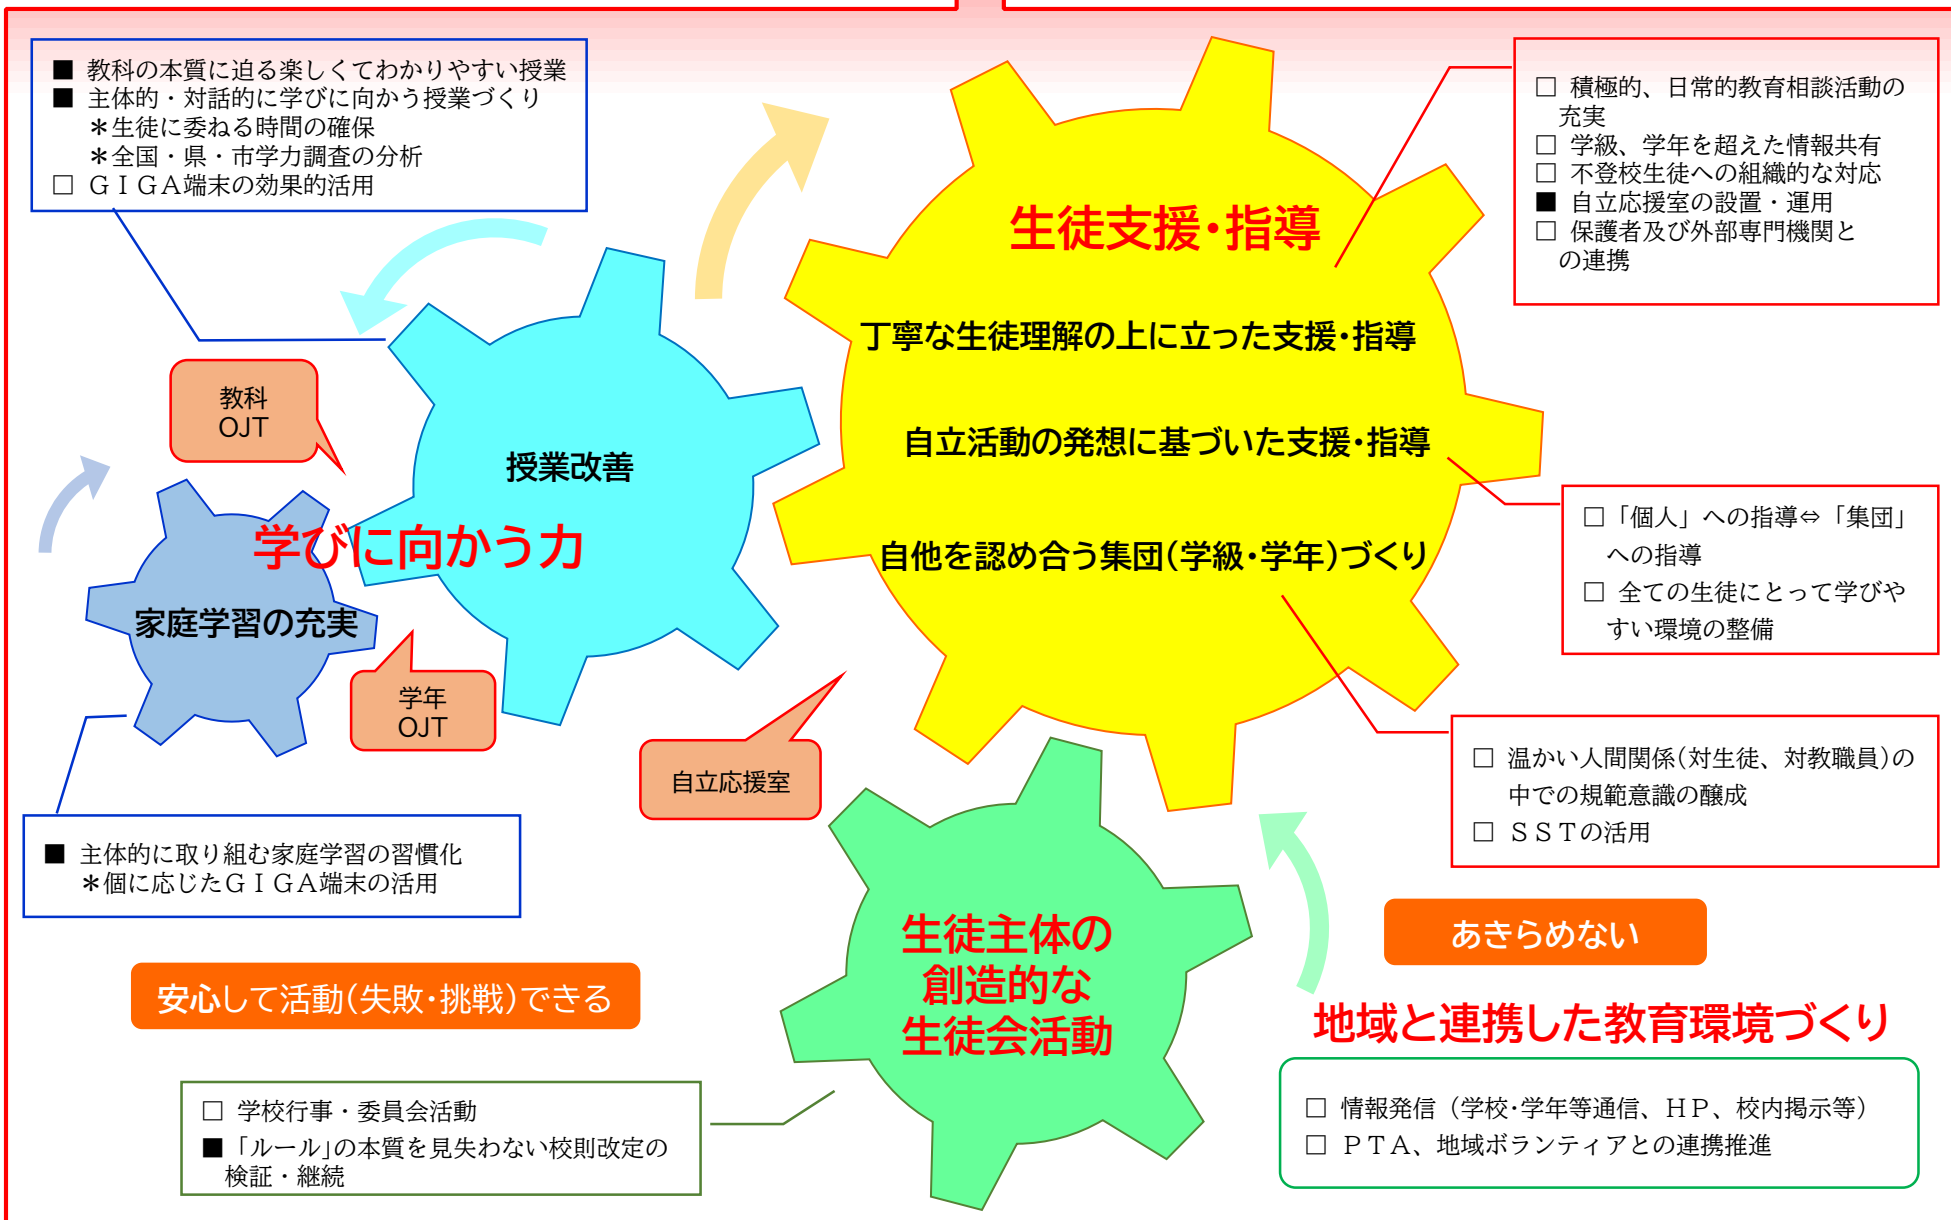 ■ 教科の本質に迫る楽しくてわかりやすい授業
■ 主体的・対話的に学びに向かう授業づくり
＊生徒に委ねる時間の確保
＊全国・県・市学力調査の分析
□ ＧＩＧＡ端末の効果的活用
□ 積極的、日常的教育相談活動の
充実
□ 学級、学年を超えた情報共有
□ 不登校生徒への組織的な対応
■ 自立応援室の設置・運用
□ 保護者及び外部専門機関と
の連携
生徒支援・指導
丁寧な生徒理解の上に立った支援・指導
自立活動の発想に基づいた支援・指導
自他を認め合う集団（学級・学年）づくり
教科
OJT
授業改善
学びに向かう力
家庭学習の充実
学年
OJT
自立応援室
□「個人」への指導⇔「集団」
への指導
□ 全ての生徒にとって学びや
すい環境の整備
□ 温かい人間関係（対生徒、対教職員）の
中での規範意識の醸成
□ ＳＳＴの活用
■ 主体的に取り組む家庭学習の習慣化
＊個に応じたＧＩＧＡ端末の活用
安心して活動（失敗・挑戦）できる
生徒主体の
創造的な
生徒会活動
あきらめない
地域と連携した教育環境づくり
□ 学校行事・委員会活動
■「ルール」の本質を見失わない校則改定の
検証・継続
□ 情報発信（学校・学年等通信、ＨＰ、校内掲示等）
□ ＰＴＡ、地域ボランティアとの連携推進